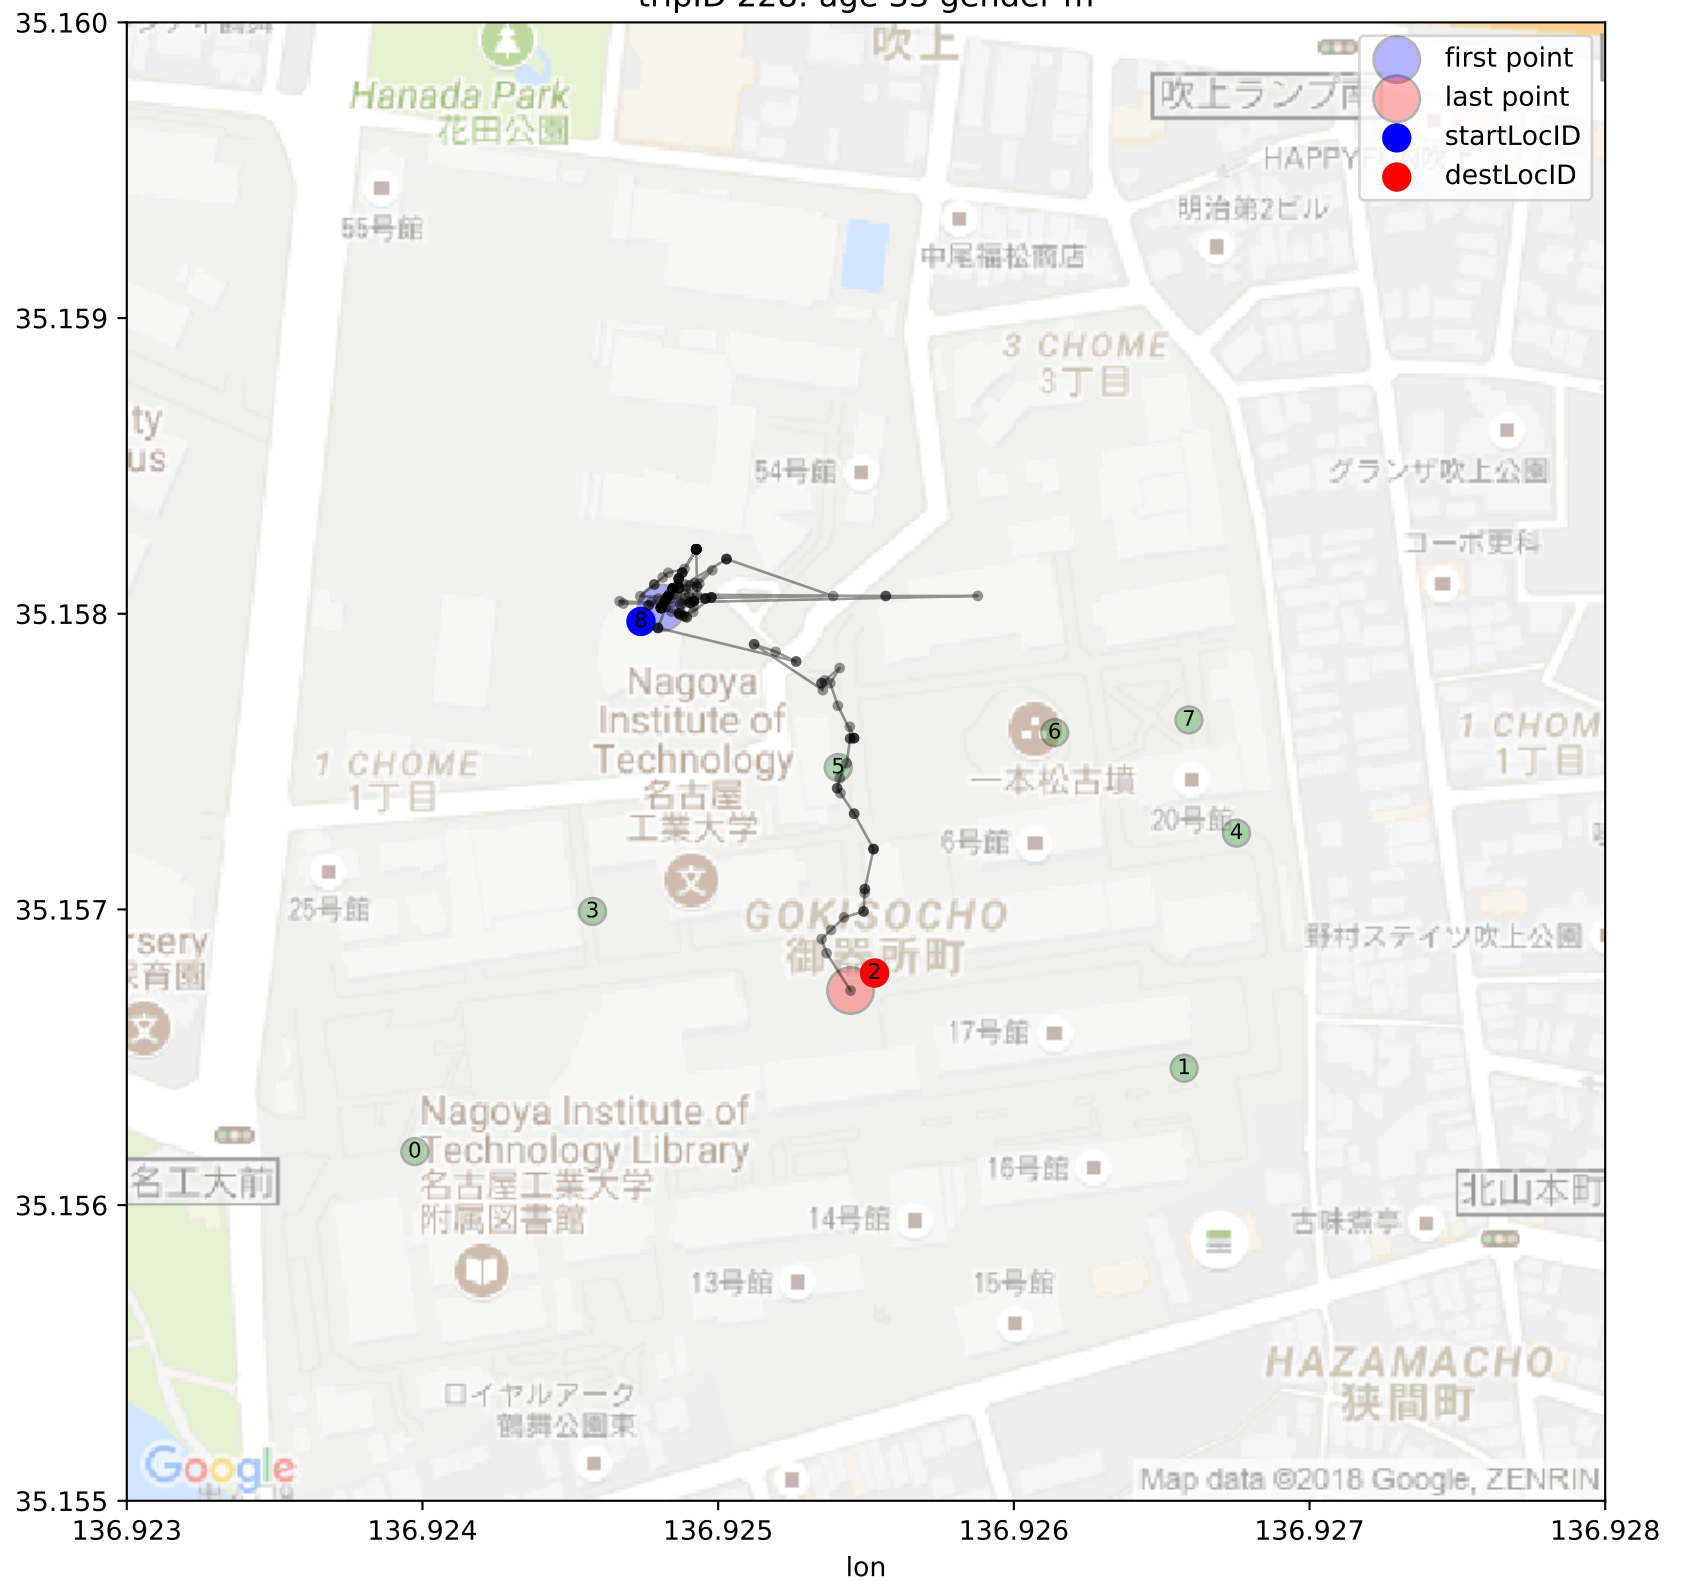 35.160
吹上
first point
last point
startLocID
destLocID
吹上ランプ南
Hanada Park
花田公園
55号館
中尾福松商店
明治第2ビル
35.159
3 CHOME
3丁目
ty
us
54号館
グランザ吹上公園
コーポ更科
35.158
8
Nagoya
Institute of
Technology
名古屋
工業大学
7
6
1 CHOM
1丁目
1 CHOME
1丁目
5
一本松古墳
20号館
4
6号館
25号館
35.157
3
GOKISOCHO
御器所町
野村ステイツ吹上公園
rsery
保育園
2
17号館
1
Nagoya Institute of
Technology Library
名古屋工業大学
附属図書館
0
名工大前
16号館
北山本町
35.156
14号館
古味煮亭
13号館
15号館
HAZAMACHO
狭間町
ロイヤルアーク
鶴舞公園東
Google
Map data ©2018 Google, ZENRIN
35.155
136.923
136.924
136.925
136.926
136.927
136.928
lon